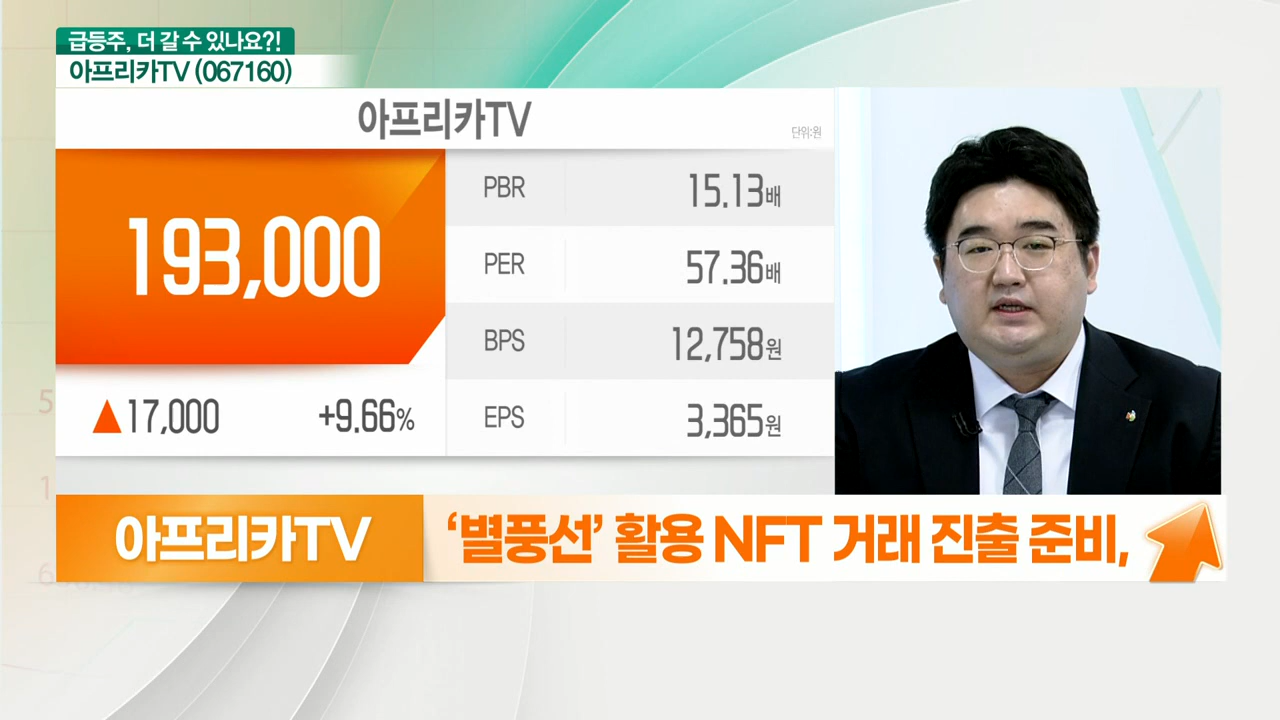 급등주, 더 갈 수 있나요?!
아프리카TV (067160)
아프리카TV
단위:원
193,000
▲17,000 +9.66%
PBR 15.13배
PER 57.36배
BPS 12,758원
EPS 3,365원
아프리카TV
‘별풍선’ 활용 NFT 거래 진출 준비,